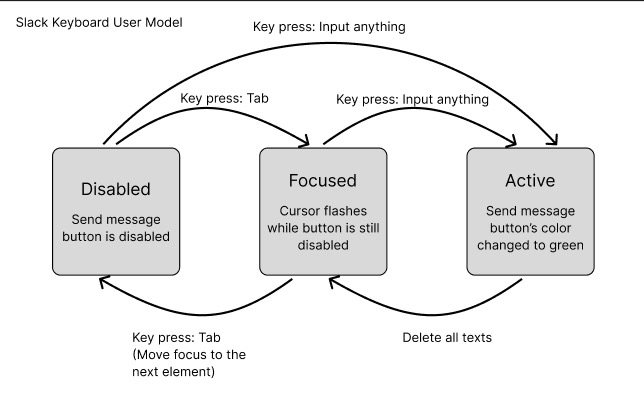 Slack Keyboard User Model
Key press: Input anything
Key press: Tab
Key press: Input anything
Disabled
Send message
button is disabled
Focused
Cursor flashes
while button is still
disabled
Active
Send message
button's color
changed to green
Key press: Tab
(Move focus to the
next element)
Delete all texts